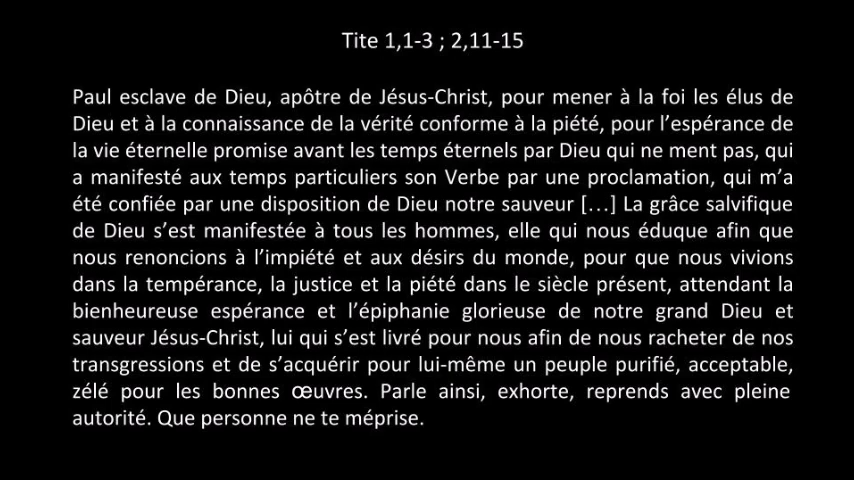 Tite 1,1-3 ; 2,11-15
Paul esclave de Dieu, apôtre de Jésus-Christ, pour mener à la foi les élus de
Dieu et à la connaissance de la vérité conforme à la piété, pour l’espérance de
la vie éternelle promise avant les temps éternels par Dieu qui ne ment pas, qui
a manifesté aux temps particuliers son Verbe par une proclamation, qui m’a
été confiée par une disposition de Dieu notre sauveur […] La grâce salvifique
de Dieu s’est manifestée à tous les hommes, elle qui nous éduque afin que
nous renoncions à l’impiété et aux désirs du monde, pour que nous vivions
dans la tempérance, la justice et la piété dans le siècle présent, attendant la
bienheureuse espérance et l’épiphanie glorieuse de notre grand Dieu et
sauveur Jésus-Christ, lui qui s’est livré pour nous afin de nous racheter de nos
transgressions et de s’acquérir pour lui-même un peuple purifié, acceptable,
zélé pour les bonnes œuvres. Parle ainsi, exhorte, reprends avec pleine
autorité. Que personne ne te méprise.